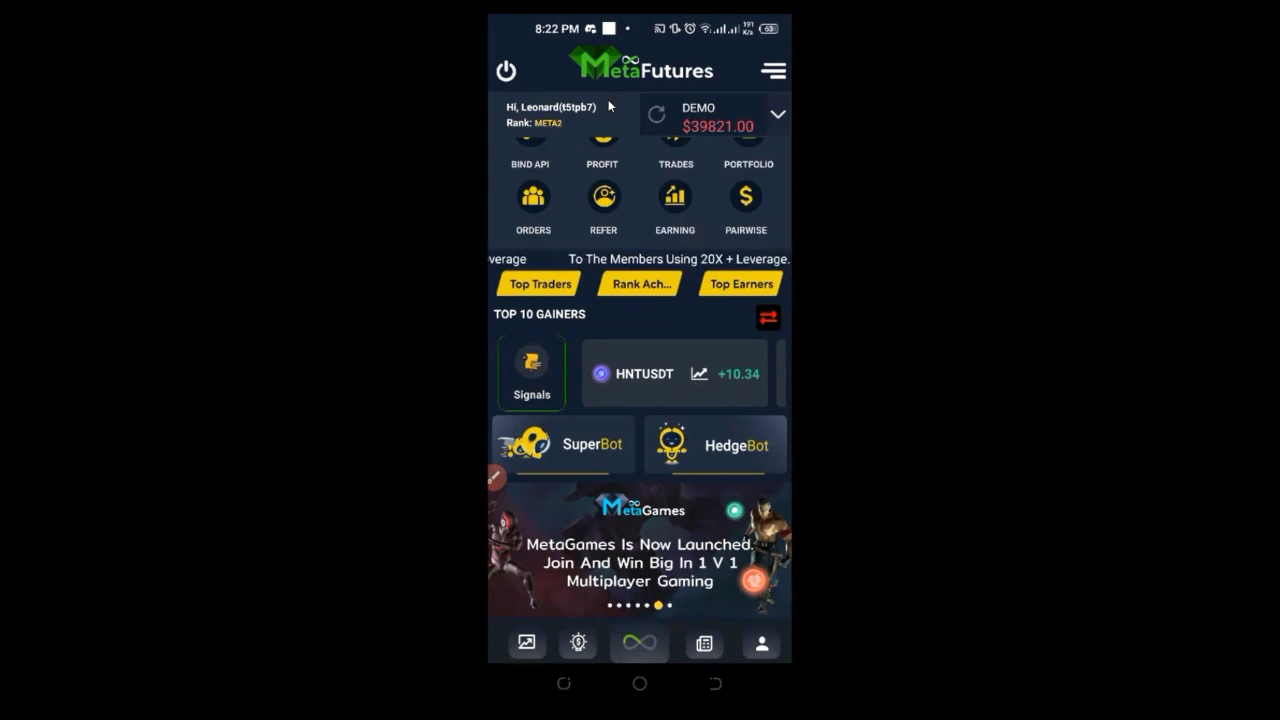 8:22 PM
191
K/s
63
MetaFutures
Hi, Leonard(t5tpb7)
Rank: META2
DEMO
$39821.00
BIND API
PROFIT
TRADES
PORTFOLIO
ORDERS
REFER
EARNING
PAIRWISE
verage To The Members Using 20X + Leverage.
Top Traders
Rank Ach...
Top Earners
TOP 10 GAINERS
Signals
HNTUSDT
+10.34
SuperBot
HedgeBot
MetaGames
MetaGames Is Now Launched.
Join And Win Big In 1 V 1
Multiplayer Gaming